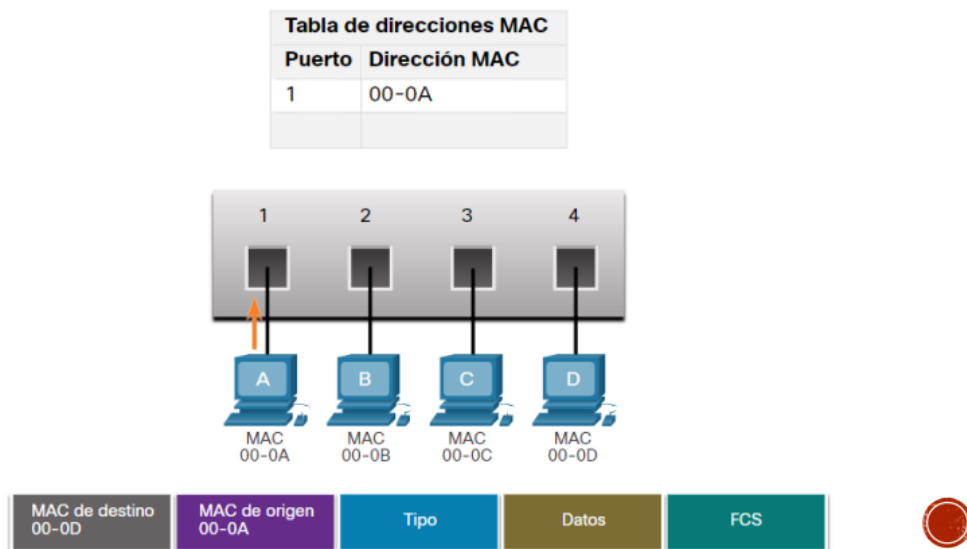 Tabla de direcciones MAC
Puerto Dirección MAC
1 00-0A
1 2 3 4
A B C D
MAC MAC MAC MAC
00-0A 00-0B 00-0C 00-0D
MAC de destino
00-0D
MAC de origen
00-0A
Tipo
Datos
FCS